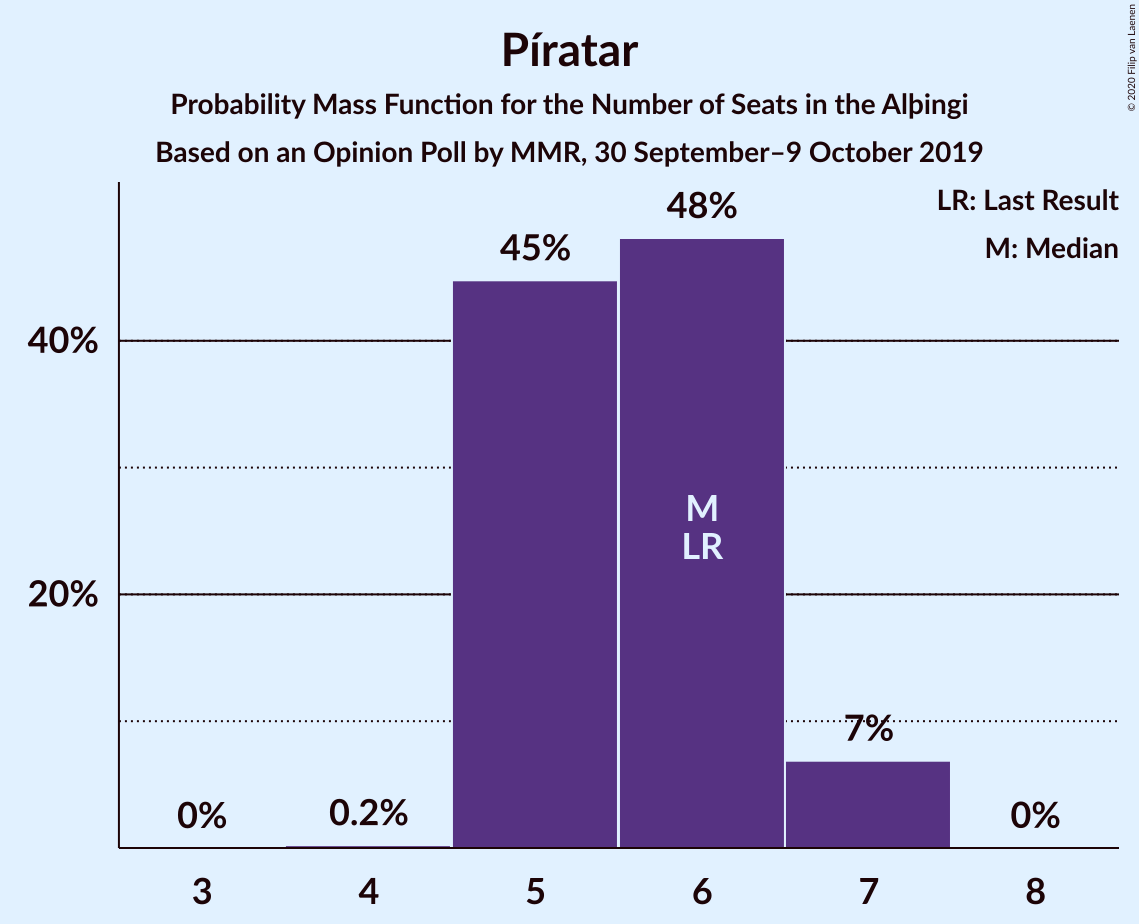 Píratar
Probability Mass Function for the Number of Seats in the Alþingi
Based on an Opinion Poll by MMR, 30 September–9 October 2019
© 2020 Filip van Laenen
LR: Last Result
M: Median
48%
45%
40%
M
LR
20%
7%
0%
0.2%
0%
3
4
5
6
7
8